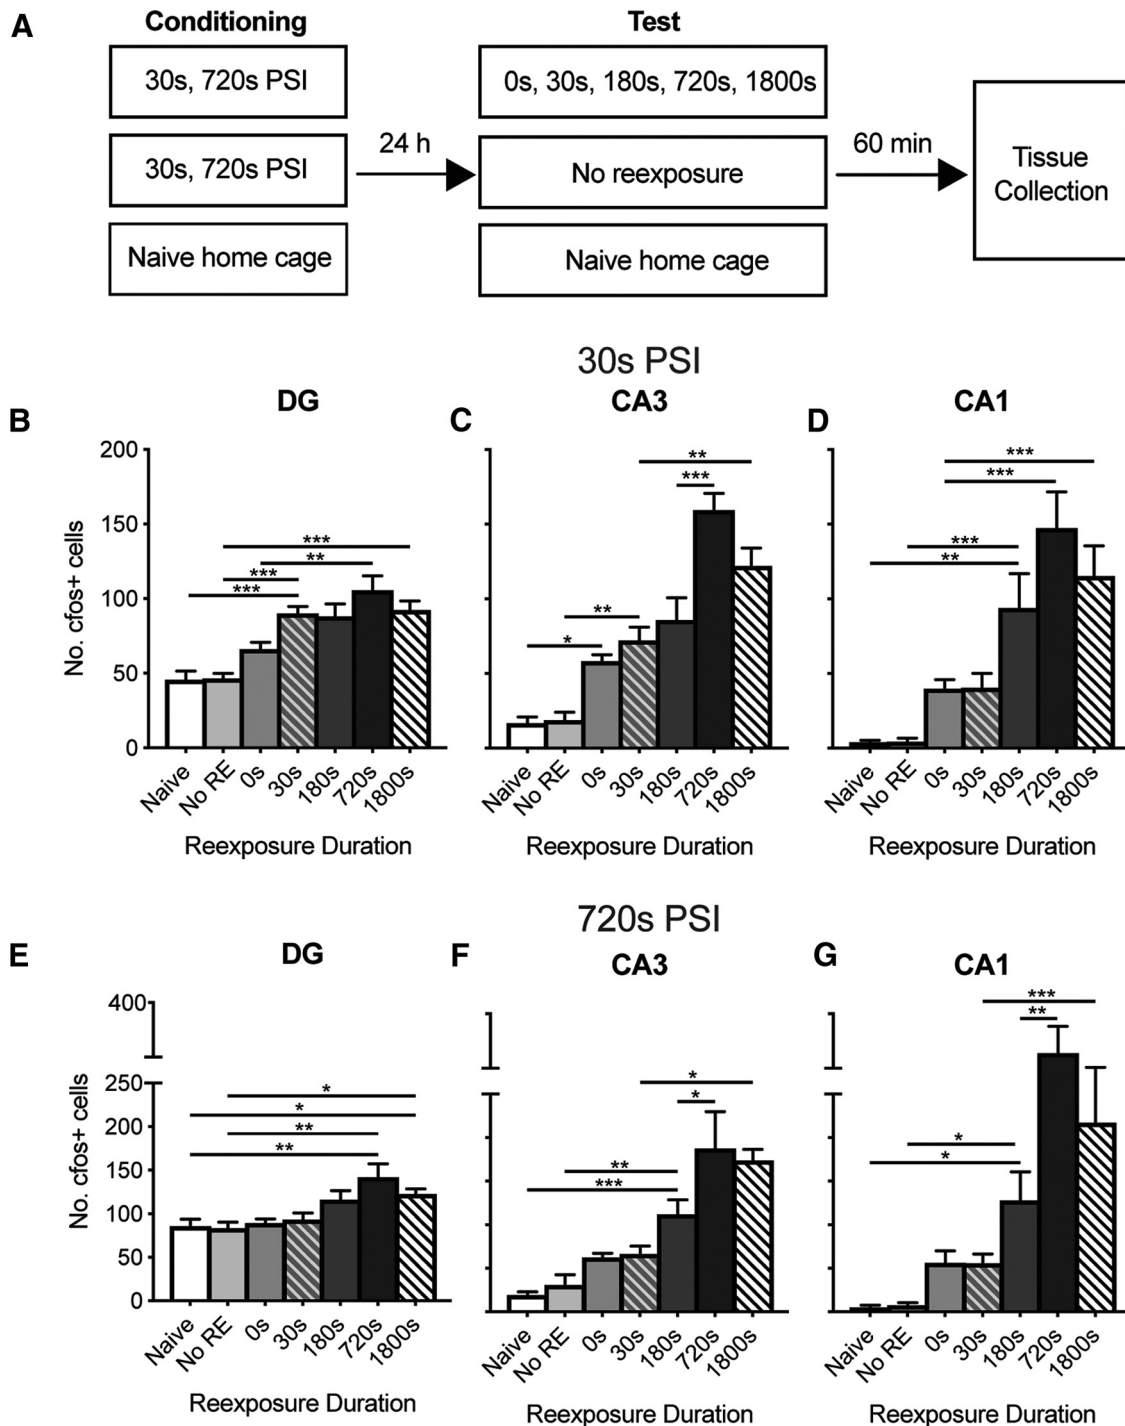 A
Conditioning
Test
30s, 720s PSI
0s, 30s, 180s, 720s, 1800s
30s, 720s PSI
24 h
No reexposure
60 min
Tissue
Collection
Naive home cage
Naive home cage
30s PSI
B
DG
C
CA3
D
CA1
No. cfos+ cells
200
150
100
50
0
***
**
***
***
**
***
**
*
***
***
***
**
Naive
No RE
0s
30s
180s
720s
1800s
Naive
No RE
0s
30s
180s
720s
1800s
Naive
No RE
0s
30s
180s
720s
1800s
Reexposure Duration
Reexposure Duration
Reexposure Duration
720s PSI
E
DG
F
CA3
G
CA1
No. cfos+ cells
400
250
200
150
100
50
0
*
*
**
**
*
*
**
***
***
**
*
*
Naive
No RE
0s
30s
180s
720s
1800s
Naive
No RE
0s
30s
180s
720s
1800s
Naive
No RE
0s
30s
180s
720s
1800s
Reexposure Duration
Reexposure Duration
Reexposure Duration